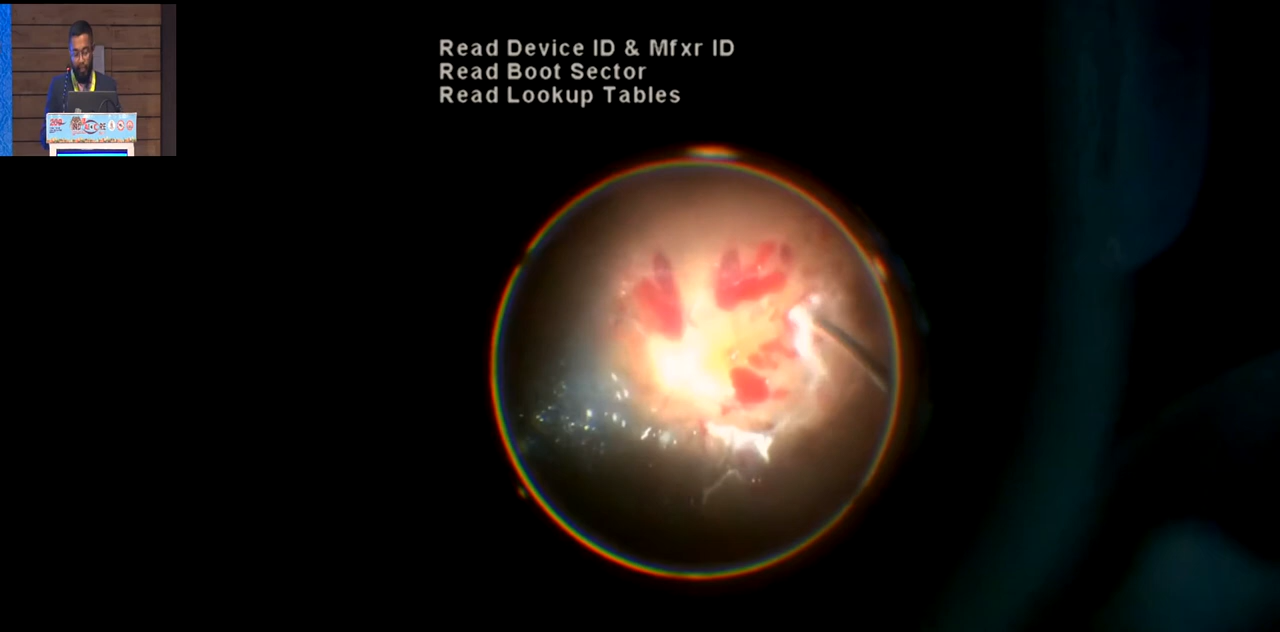 Read Device ID & Mfxr ID
Read Boot Sector
Read Lookup Tables